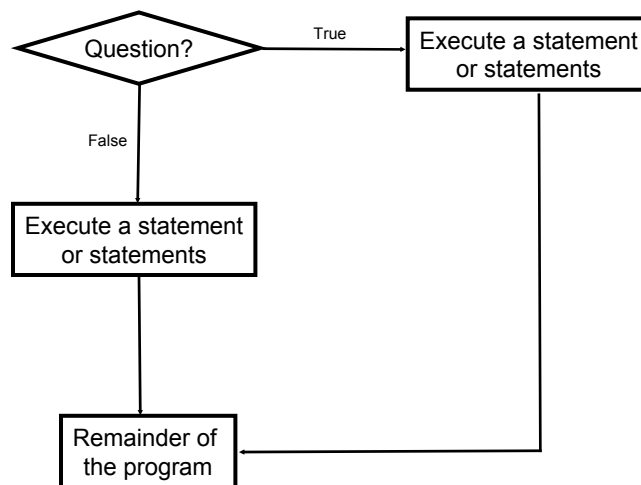 Question?
True
Execute a statement
or statements
False
Execute a statement
or statements
Remainder of
the program